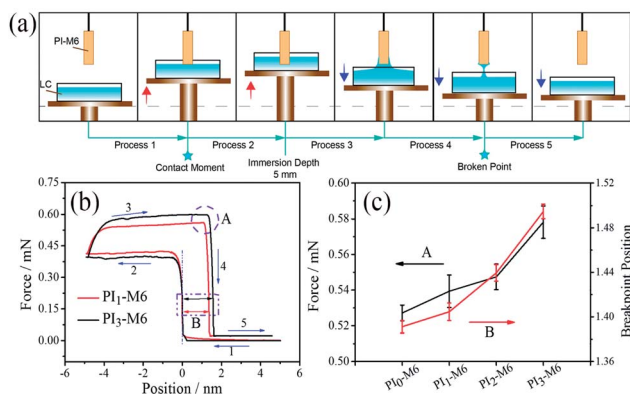 (a)
PI-M6
LC
Process 1
Process 2
Process 3
Process 4
Process 5
Contact Moment
Immersion Depth
5 mm
Broken Point
(b)
Force / mN
0.75
0.60
0.45
0.30
0.15
0.00
3
A
4
2
PI₁-M6
PI₃-M6
B
5
1
-5 -4 -2 0 2 4
Position / nm
(c)
Force / mN
0.60
0.58
0.56
0.54
0.52
0.50
A
B
PI₀-M6
PI₁-M6
PI₂-M6
PI₃-M6
1.52
1.48
1.44
1.40
1.36
Breakpoint Position